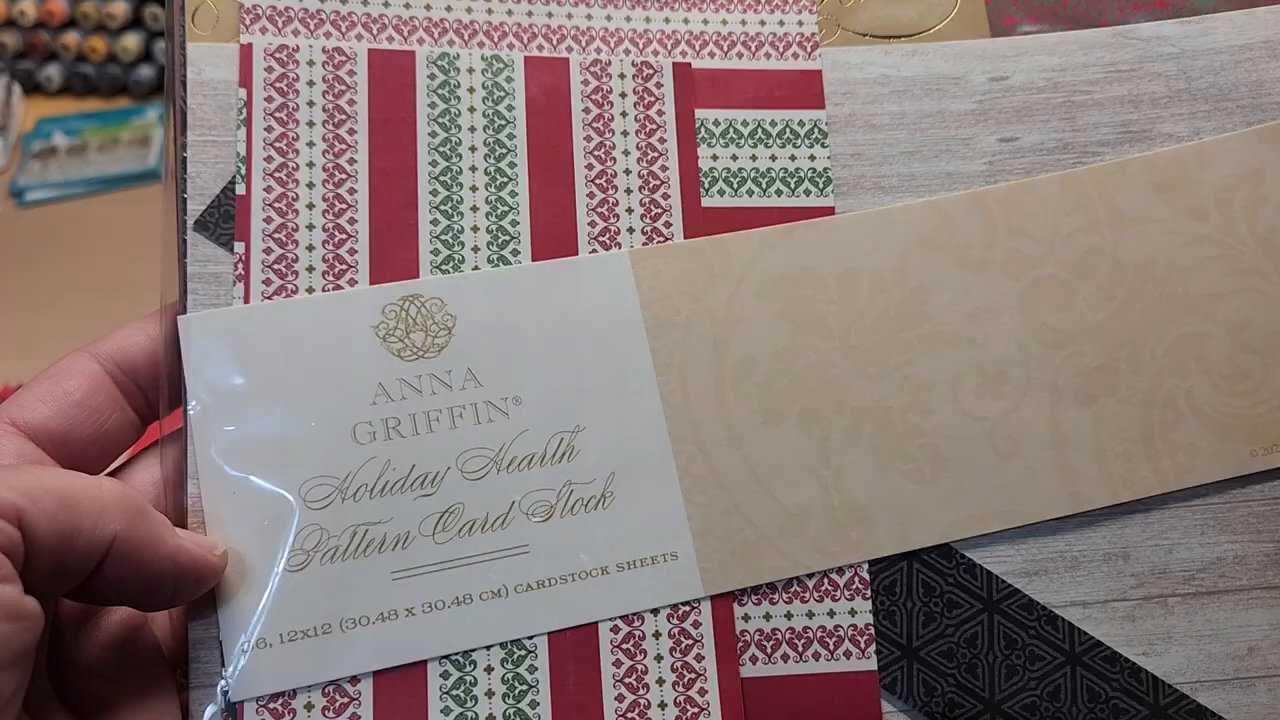 ANNA
GRIFFIN®
Holiday Hearth
Pattern Card Stock
12x12 (30.48 x 30.48 CM) CARDSTOCK SHEETS
©